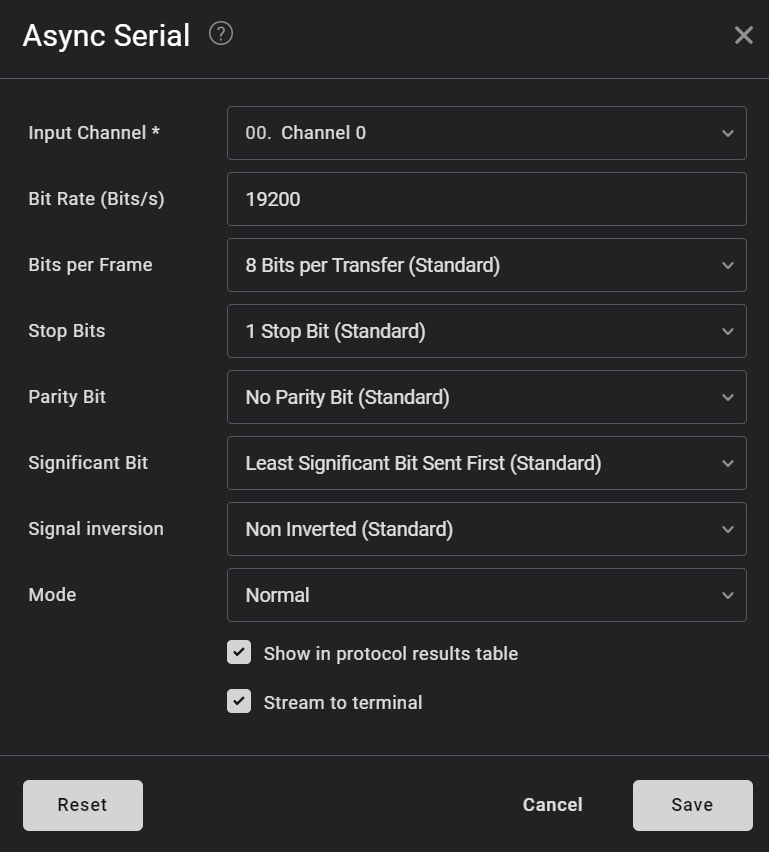 Async Serial ?
Input Channel * 00. Channel 0
Bit Rate (Bits/s) 19200
Bits per Frame 8 Bits per Transfer (Standard)
Stop Bits 1 Stop Bit (Standard)
Parity Bit No Parity Bit (Standard)
Significant Bit Least Significant Bit Sent First (Standard)
Signal inversion Non Inverted (Standard)
Mode Normal
Show in protocol results table
Stream to terminal
Reset Cancel Save